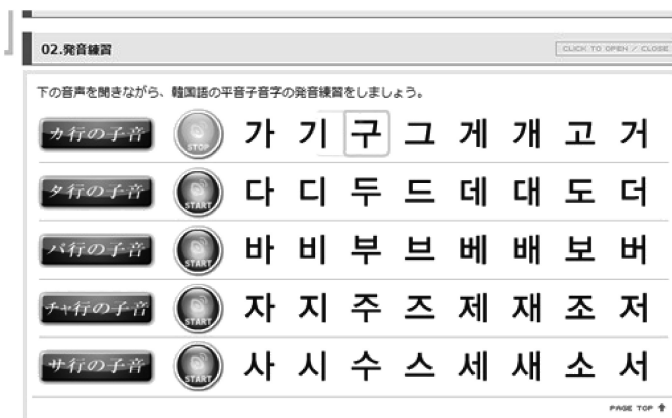 02.発音練習 CLICK TO OPEN / CLOSE
下の音声を聞きながら、韓国語の平音子音字の発音練習をしましょう。
カ行の子音 STOP 가 기 구 그 게 개 고 거
タ行の子音 START 다 디 두 드 데 대 도 더
パ行の子音 START 바 비 부 브 베 배 보 버
チャ行の子音 START 자 지 주 즈 제 재 조 저
サ行の子音 START 사 시 수 스 세 새 소 서
PAGE TOP